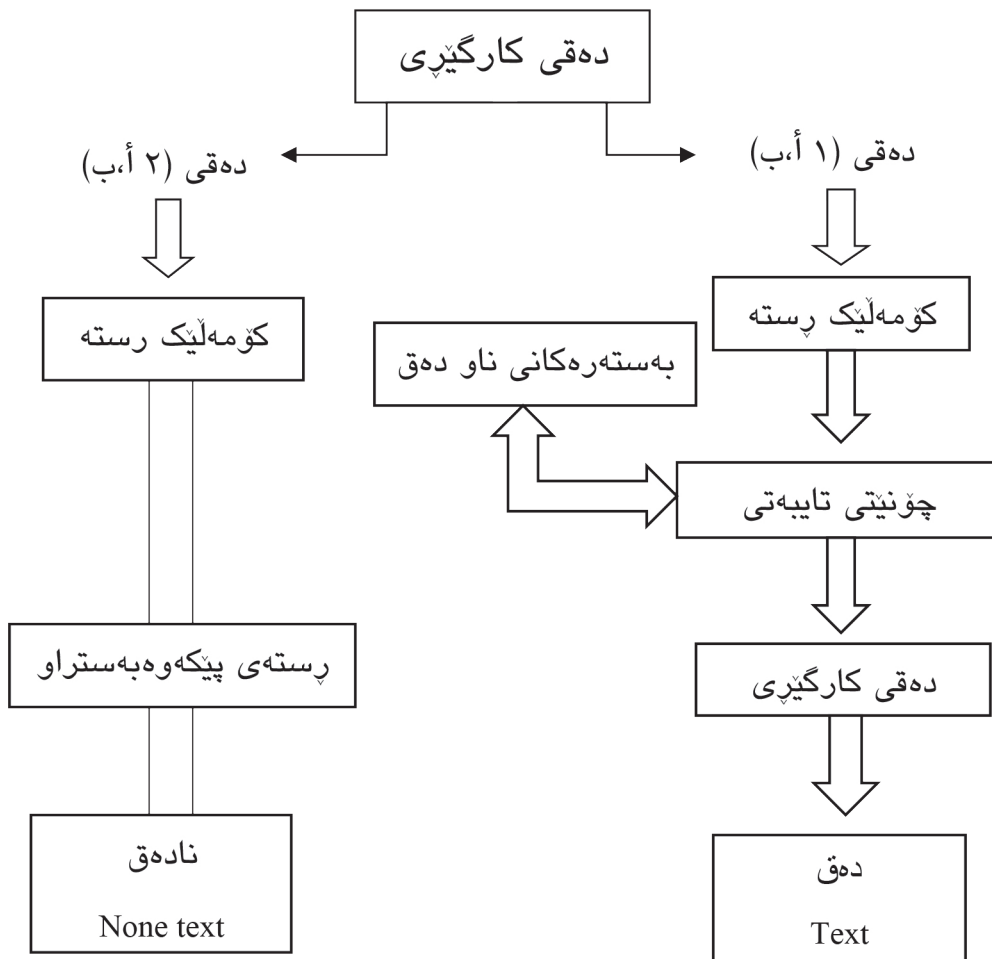 دەقی کارگێڕی
دەقی (١ أ،ب)
دەقی (٢ أ،ب)
کۆمەڵێک ڕستە
کۆمەڵێک رستە
بەستەرەکانی ناو دەق
چۆنێتی تایبەتی
ڕستەی پێکەوەبەستراو
دەقی کارگێڕی
دەق
Text
نادەق
None text